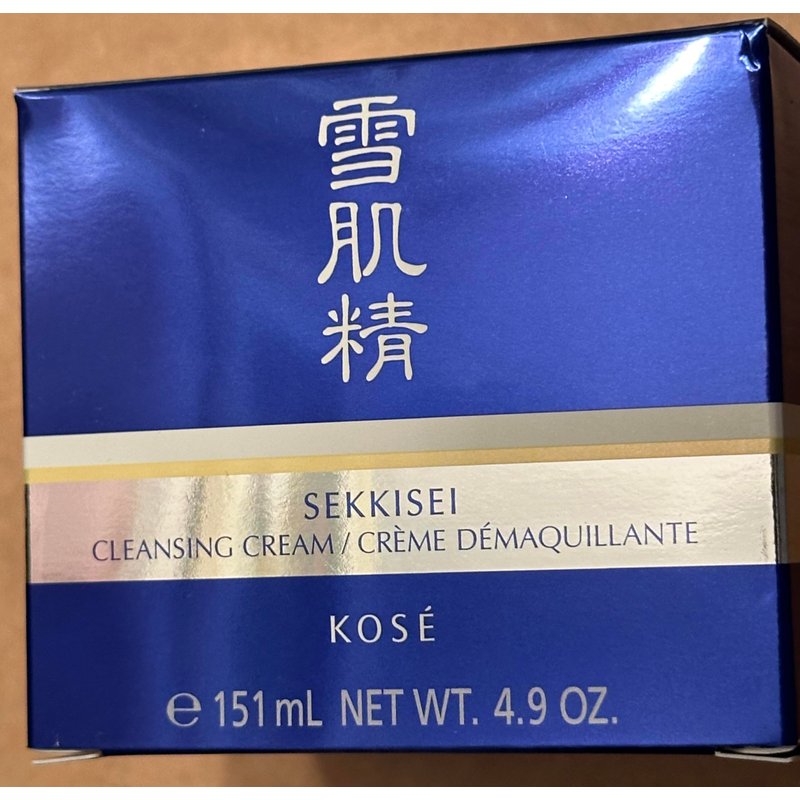 雪肌精
SEKKISEI
CLEANSING CREAM / CRÈME DÉMAQUILLANTE
KOSÉ
℮ 151 mL NET WT. 4.9 OZ.